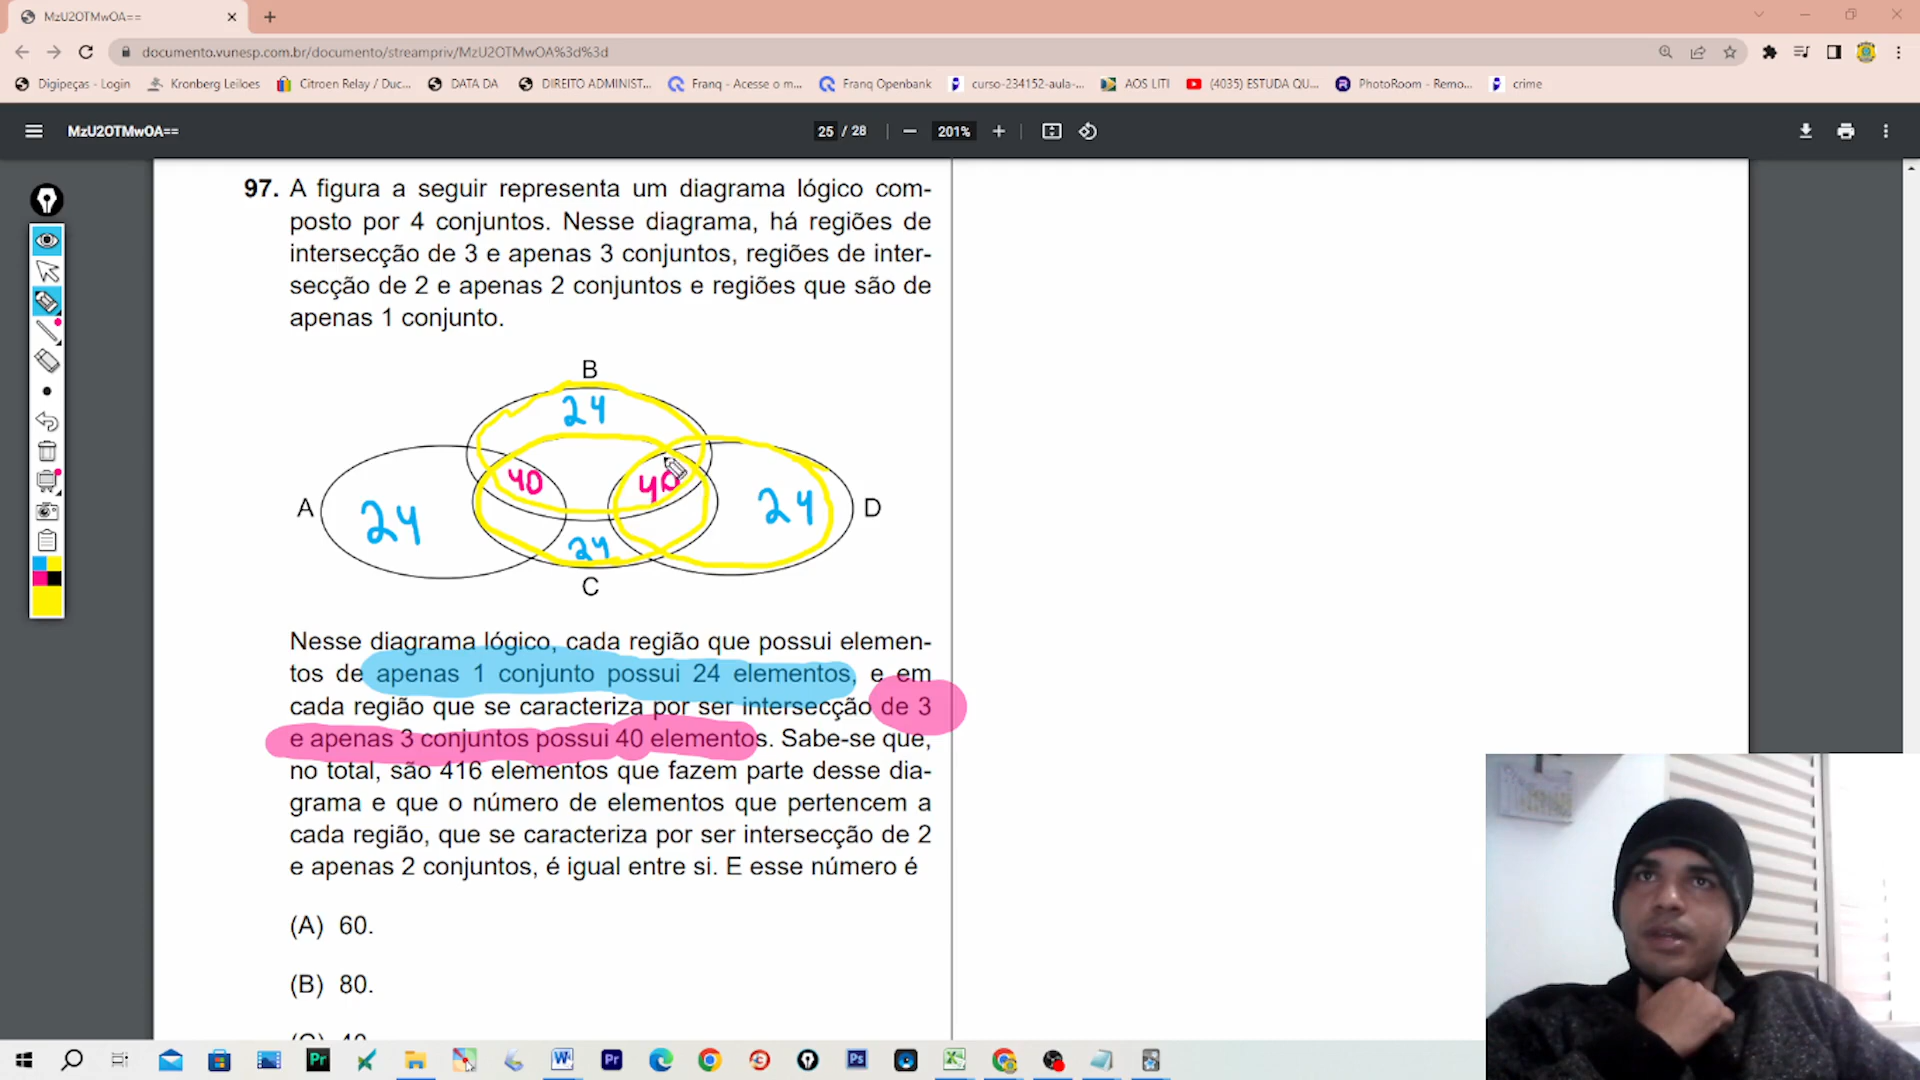 MzU2OTMwOA==
documento.vunesp.com.br/documento/streampriv/MzU2OTMwOA%3d%3d
Digipeças - Login Kronberg Leiloes Citroen Relay / Duc... DATA DA DIREITO ADMINIST... Franq - Acesse o m... Franq Openbank curso-234152-aula-... AOS LITI (4035) ESTUDA QU... PhotoRoom - Remo... crime
MzU2OTMwOA== 25 / 28 201%
97. A figura a seguir representa um diagrama lógico com-
posto por 4 conjuntos. Nesse diagrama, há regiões de
intersecção de 3 e apenas 3 conjuntos, regiões de inter-
secção de 2 e apenas 2 conjuntos e regiões que são de
apenas 1 conjunto.
B
24
40 40
A 24 24 D
24
C
Nesse diagrama lógico, cada região que possui elemen-
tos de apenas 1 conjunto possui 24 elementos, e em
cada região que se caracteriza por ser intersecção de 3
e apenas 3 conjuntos possui 40 elementos. Sabe-se que,
no total, são 416 elementos que fazem parte desse dia-
grama e que o número de elementos que pertencem a
cada região, que se caracteriza por ser intersecção de 2
e apenas 2 conjuntos, é igual entre si. E esse número é
(A) 60.
(B) 80.